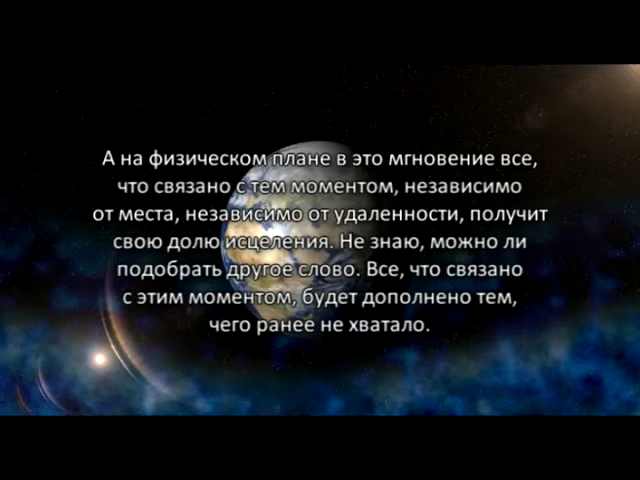 А на физическом плане в это мгновение все,
что связано с тем моментом, независимо
от места, независимо от удаленности, получит
свою долю исцеления. Не знаю, можно ли
подобрать другое слово. Все, что связано
с этим моментом, будет дополнено тем,
чего ранее не хватало.